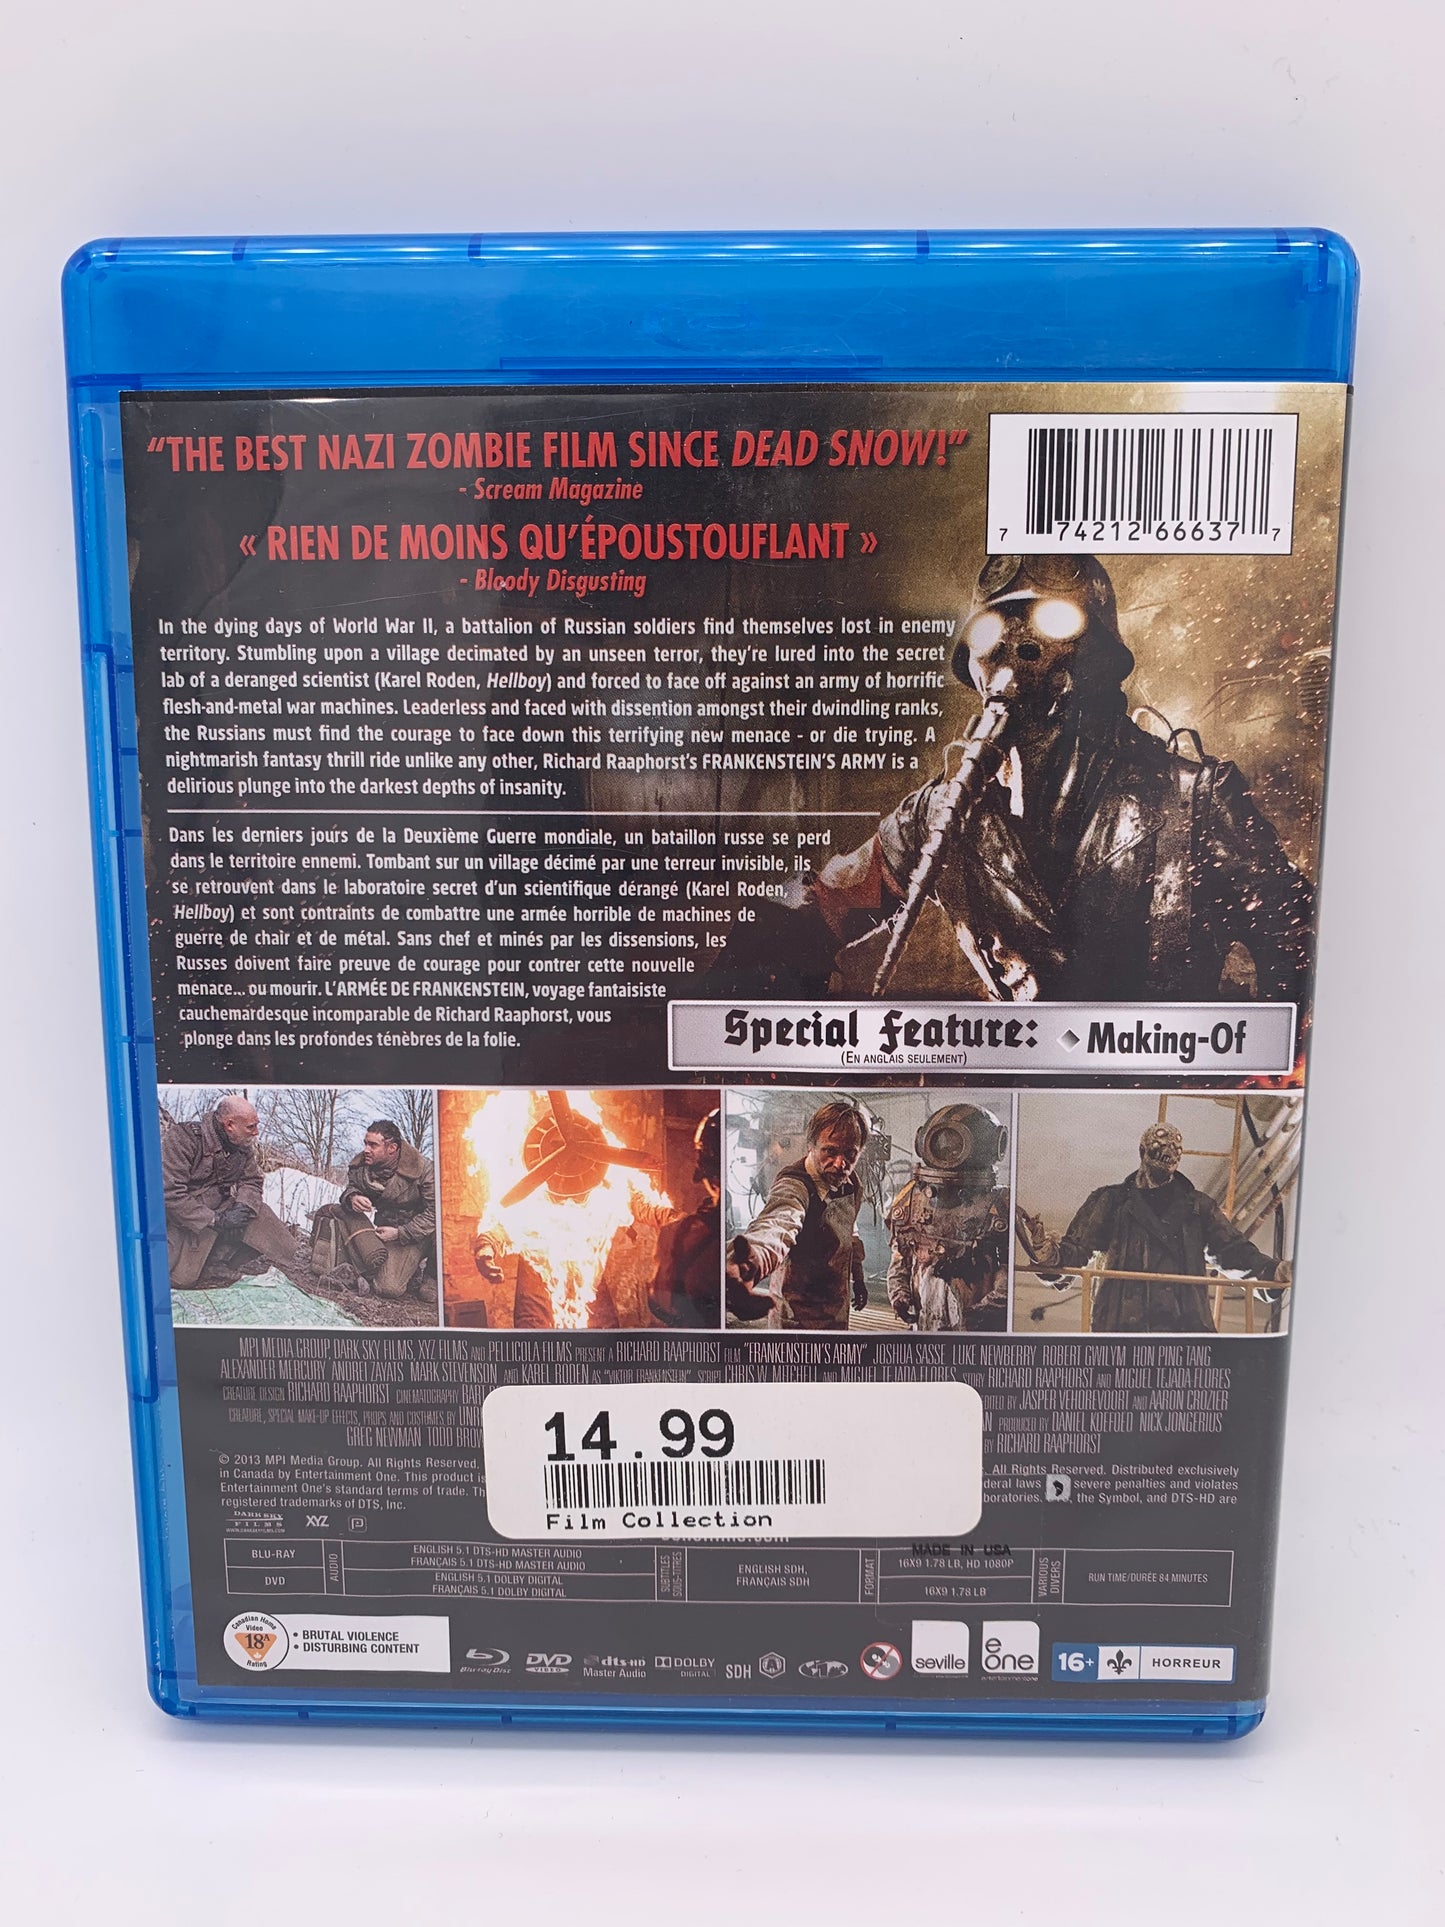 “THE BEST NAZI ZOMBIE FILM SINCE DEAD SNOW!”
- Scream Magazine
« RIEN DE MOINS QU’ÉPOUSTOUFLANT »
- Bloody Disgusting
7 74212 66637 7
In the dying days of World War II, a battalion of Russian soldiers find themselves lost in enemy
territory. Stumbling upon a village decimated by an unseen terror, they’re lured into the secret
lab of a deranged scientist (Karel Roden, Hellboy) and forced to face off against an army of horrific
flesh-and-metal war machines. Leaderless and faced with dissention amongst their dwindling ranks,
the Russians must find the courage to face down this terrifying new menace - or die trying. A
nightmarish fantasy thrill ride unlike any other, Richard Raaphorst’s FRANKENSTEIN’S ARMY is a
delirious plunge into the darkest depths of insanity.
Dans les derniers jours de la Deuxième Guerre mondiale, un bataillon russe se perd
dans le territoire ennemi. Tombant sur un village décimé par une terreur invisible, ils
se retrouvent dans le laboratoire secret d’un scientifique dérangé (Karel Roden,
Hellboy) et sont contraints de combattre une armée horrible de machines de
guerre de chair et de métal. Sans chef et minés par les dissensions, les
Russes doivent faire preuve de courage pour contrer cette nouvelle
menace... ou mourir. L’ARMÉE DE FRANKENSTEIN, voyage fantaisiste
cauchemardesque incomparable de Richard Raaphorst, vous
plonge dans les profondes ténèbres de la folie.
Special Feature: Making-Of
(EN ANGLAIS SEULEMENT)
MPI MEDIA GROUP, DARK SKY FILMS, XYZ FILMS AND PELLICOLA FILMS PRESENT A RICHARD RAAPHORST FILM "FRANKENSTEIN'S ARMY" JOSHUA SASSE LUKE NEWBERRY ROBERT GWILYM HON PING TANG
ALEXANDER MERCURY ANDREI ZAYATS MARK STEVENSON AND KAREL RODEN AS "VIKTOR FRANKENSTEIN" SCRIPT CHRIS W. MITCHELL AND MIGUEL TEJADA FLORES STORY RICHARD RAAPHORST AND MIGUEL TEJADA FLORES
CREATURE DESIGN RICHARD RAAPHORST CINEMATOGRAPHY BART JASPER VERHOREVOORT AND AARON CROZIER
CREATURE, SPECIAL MAKE-UP EFFECTS, PROPS AND COSTUMES BY PRODUCED BY DANIEL KOEFOED NICK JONGERIUS
GREG NEWMAN TODD BROW BY RICHARD RAAPHORST
© 2013 MPI Media Group. All Rights Reserved. All Rights Reserved. Distributed exclusively
in Canada by Entertainment One. This product is deral laws severe penalties and violates
Entertainment One's standard terms of trade. Th boratories. the Symbol, and DTS-HD are
registered trademarks of DTS, Inc.
14.99
Film Collection
DARK SKY FILMS
XYZ
MADE IN USA
BLU-RAY
DVD
AUDIO
ENGLISH 5.1 DTS-HD MASTER AUDIO
FRANÇAIS 5.1 DTS-HD MASTER AUDIO
ENGLISH 5.1 DOLBY DIGITAL
FRANÇAIS 5.1 DOLBY DIGITAL
SUBTITLES
SOUS-TITRES
ENGLISH SDH,
FRANÇAIS SDH
FORMAT
16X9 1.78 LB, HD 1080P
16X9 1.78 LB
VARIOUS
DIVERS
RUN TIME/DURÉE 84 MINUTES
Canadian Home Video Rating
18A
• BRUTAL VIOLENCE
• DISTURBING CONTENT
Blu-ray Disc
DVD VIDEO
dts-HD Master Audio
DOLBY DIGITAL
SDH
seville
e one
16+
HORREUR